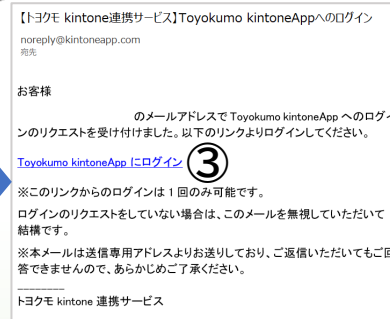 【トヨクモ kintone連携サービス】Toyokumo kintoneAppへのログイン
noreply@kintoneapp.com
宛先
お客様
のメールアドレスで Toyokumo kintoneApp へのログイ
ンのリクエストを受け付けました。以下のリンクよりログインしてください。
Toyokumo kintoneApp にログイン ③
※このリンクからのログインは 1 回のみ可能です。
ログインのリクエストをしていない場合は、このメールを無視していただいて
結構です。
※本メールは送信専用アドレスよりお送りしており、ご返信いただいてもご回
答できませんので、あらかじめご了承ください。
________
トヨクモ kintone 連携サービス